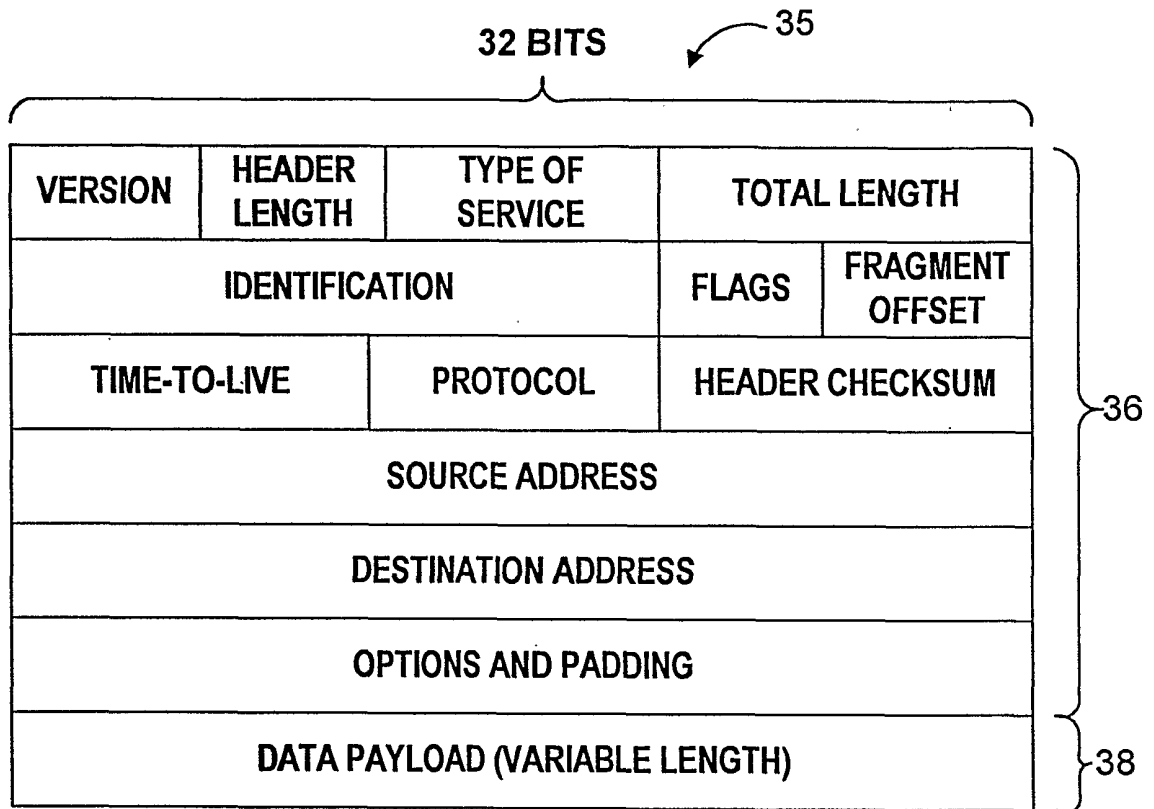 32 BITS
35
VERSION
HEADER
LENGTH
TYPE OF
SERVICE
TOTAL LENGTH
IDENTIFICATION
FLAGS
FRAGMENT
OFFSET
TIME-TO-LIVE
PROTOCOL
HEADER CHECKSUM
36
SOURCE ADDRESS
DESTINATION ADDRESS
OPTIONS AND PADDING
DATA PAYLOAD (VARIABLE LENGTH)
38